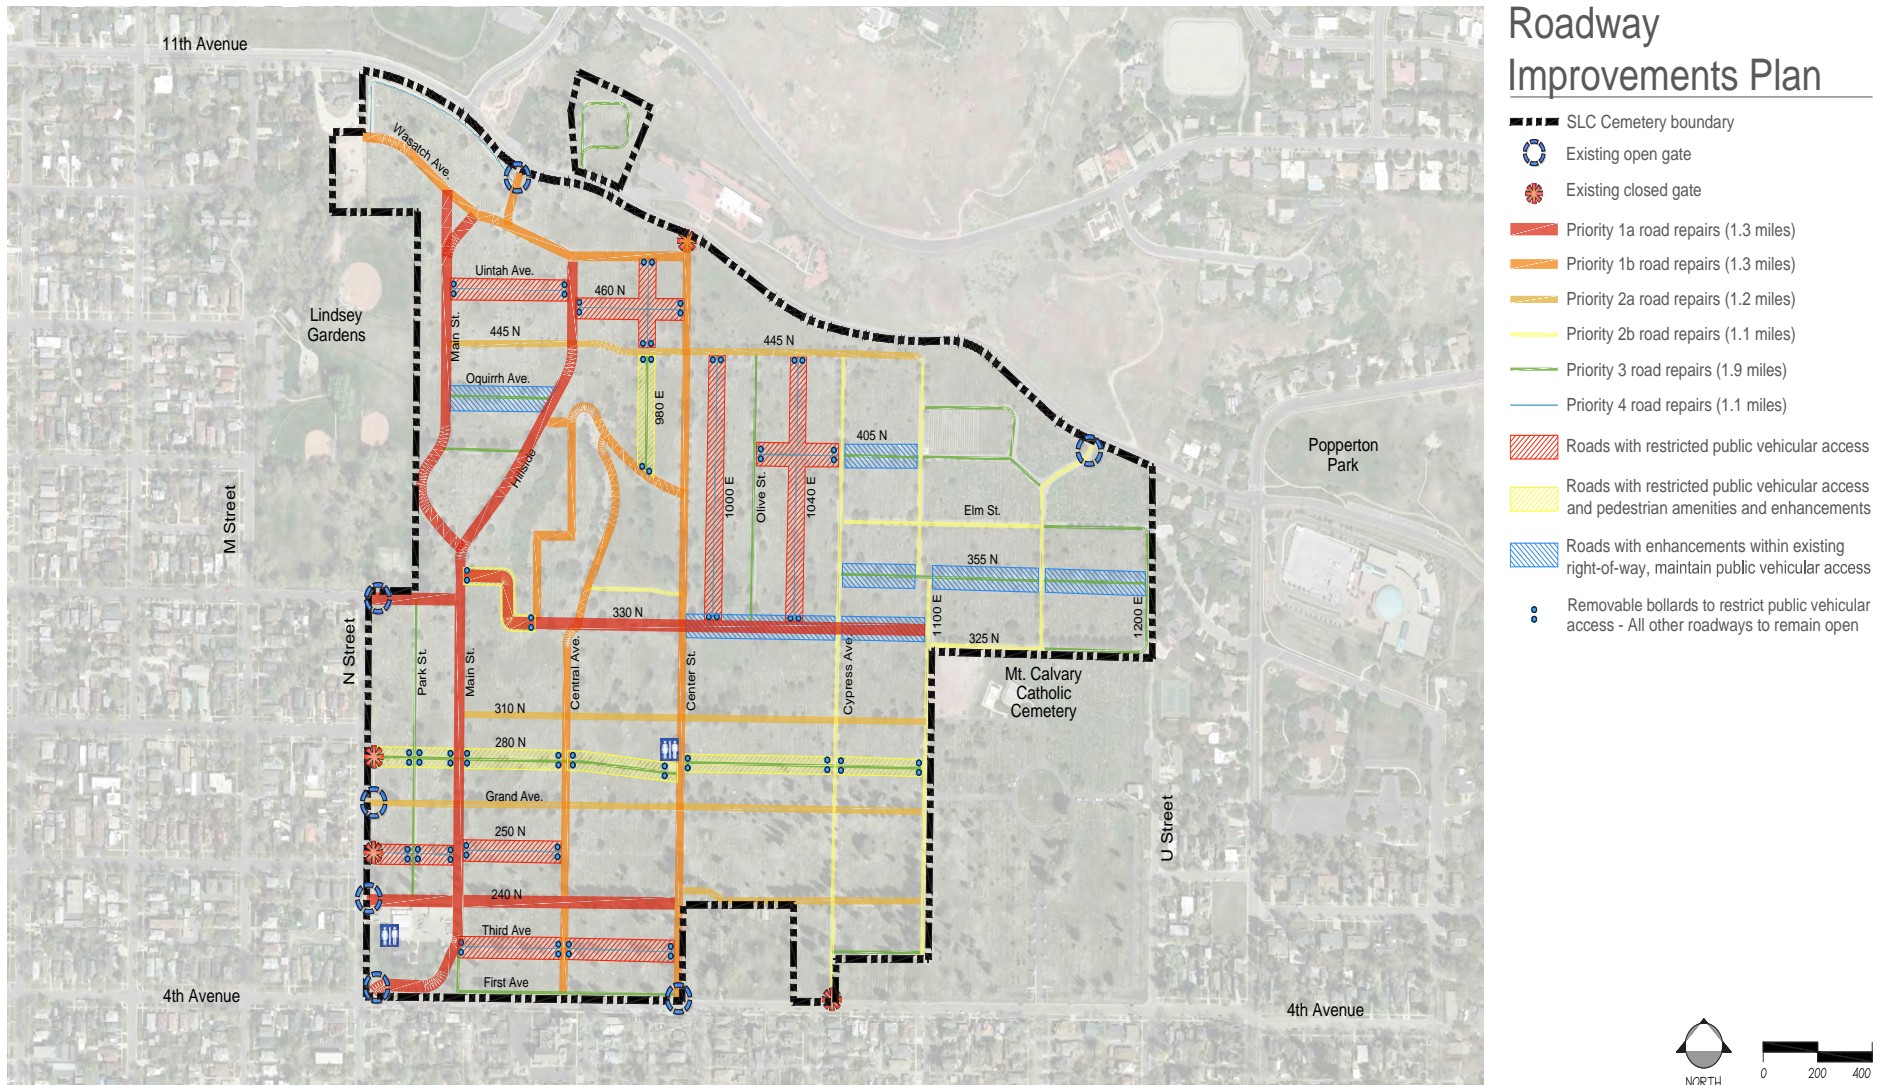 Roadway
Improvements Plan
SLC Cemetery boundary
Existing open gate
Existing closed gate
Priority 1a road repairs (1.3 miles)
Priority 1b road repairs (1.3 miles)
Priority 2a road repairs (1.2 miles)
Priority 2b road repairs (1.1 miles)
Priority 3 road repairs (1.9 miles)
Priority 4 road repairs (1.1 miles)
Roads with restricted public vehicular access
Roads with restricted public vehicular access
and pedestrian amenities and enhancements
Roads with enhancements within existing
right-of-way, maintain public vehicular access
Removable bollards to restrict public vehicular
access - All other roadways to remain open
11th Avenue
Wasatch Ave.
Uintah Ave.
460 N
Lindsey
Gardens
Main St.
445 N
445 N
Oquirrh Ave.
980 E
405 N
Popperton
Park
Hillside
1000 E
Olive St.
1040 E
Elm St.
M Street
355 N
330 N
1100 E
1200 E
325 N
N Street
Park St.
Main St.
Central Ave.
Center St.
Cypress Ave.
Mt. Calvary
Catholic
Cemetery
310 N
280 N
Grand Ave.
250 N
U Street
240 N
Third Ave
First Ave
4th Avenue
4th Avenue
NORTH
0 200 400